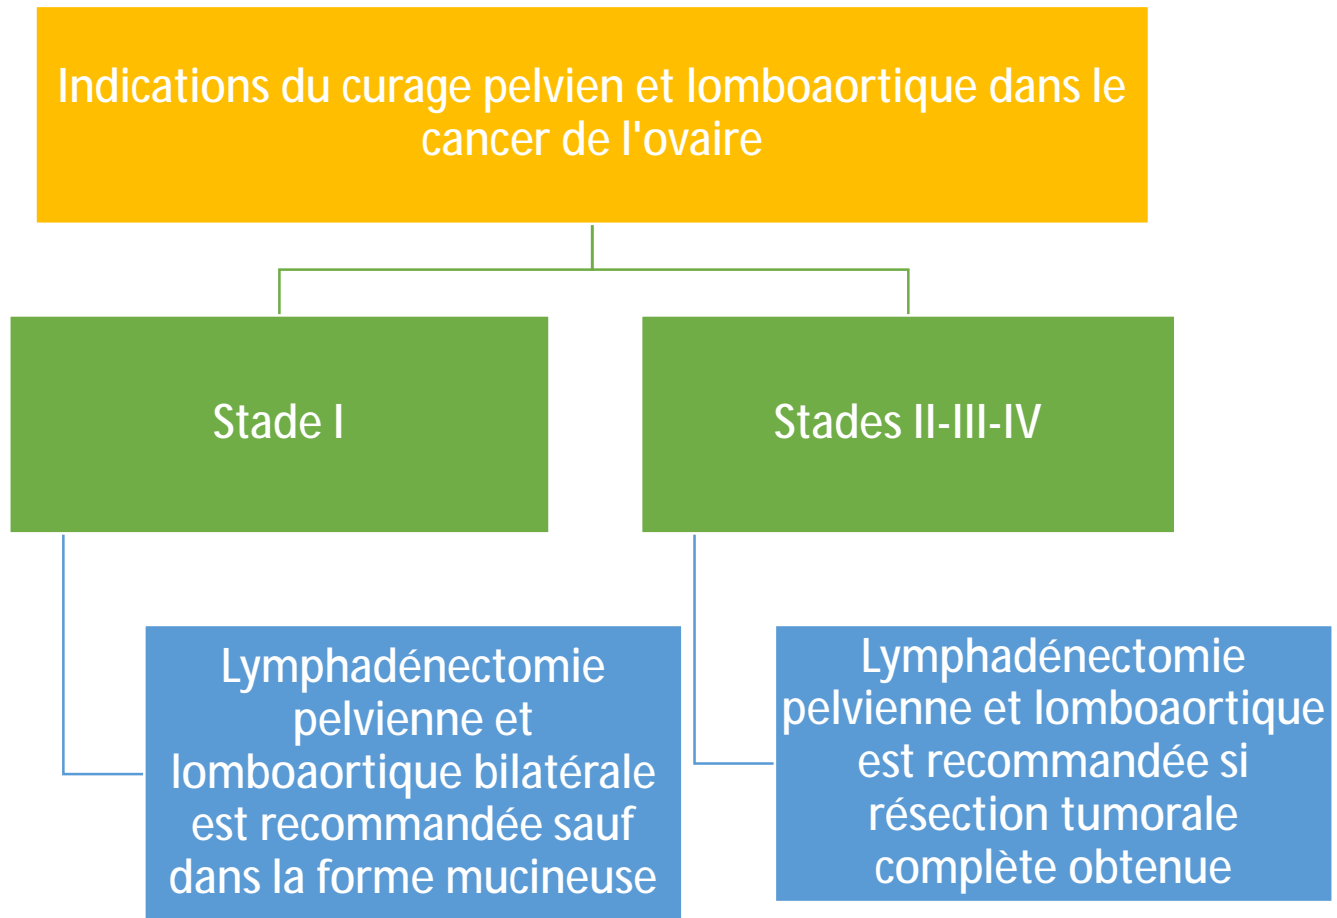 Indications du curage pelvien et lomboaortique dans le
cancer de l'ovaire
Stade I
Stades II-III-IV
Lymphadénectomie
pelvienne et
lomboaortique bilatérale
est recommandée sauf
dans la forme mucineuse
Lymphadénectomie
pelvienne et lomboaortique
est recommandée si
résection tumorale
complète obtenue